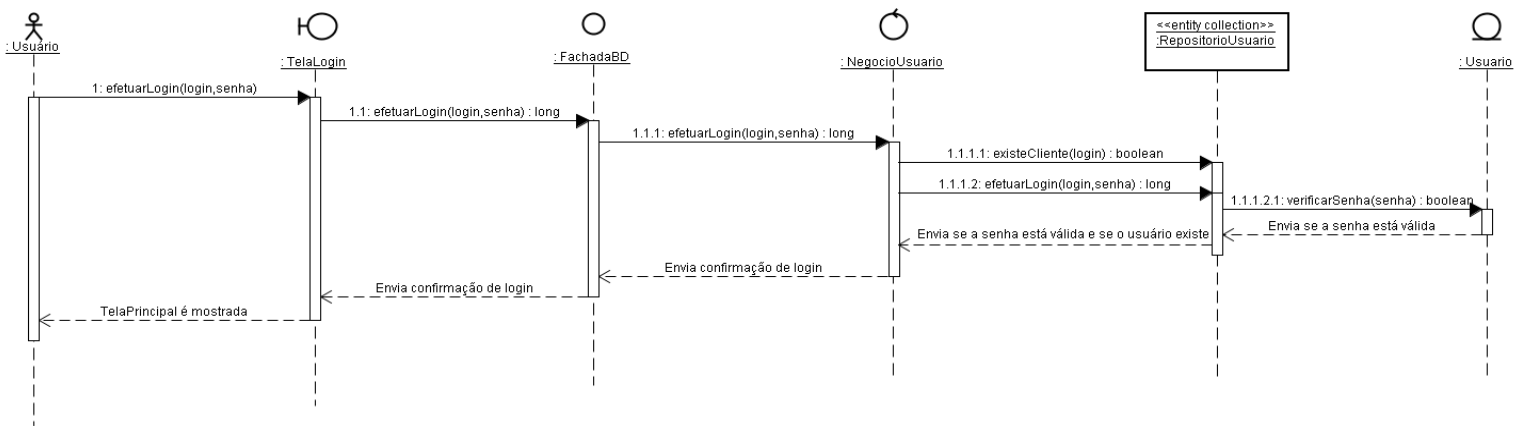 : Usuário
: TelaLogin
: FachadaBD
: NegocioUsuario
<<entity collection>>
:RepositorioUsuario
: Usuario
1: efetuarLogin(login,senha)
1.1: efetuarLogin(login,senha) : long
1.1.1: efetuarLogin(login,senha) : long
1.1.1.1: existeCliente(login) : boolean
1.1.1.2: efetuarLogin(login,senha) : long
1.1.1.2.1: verificarSenha(senha) : boolean
Envia se a senha está válida
Envia se a senha está válida e se o usuário existe
Envia confirmação de login
Envia confirmação de login
TelaPrincipal é mostrada